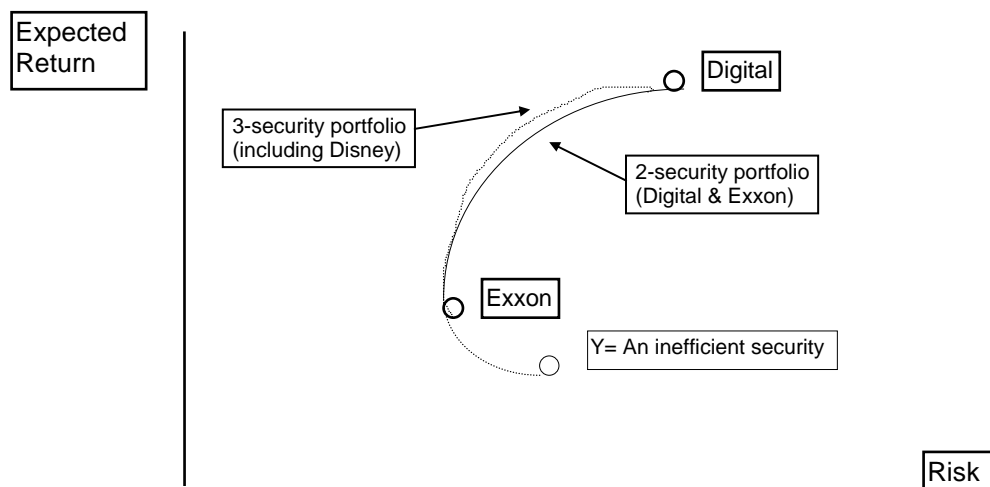 Expected
Return
Digital
3-security portfolio
(including Disney)
2-security portfolio
(Digital & Exxon)
Exxon
Y= An inefficient security
Risk